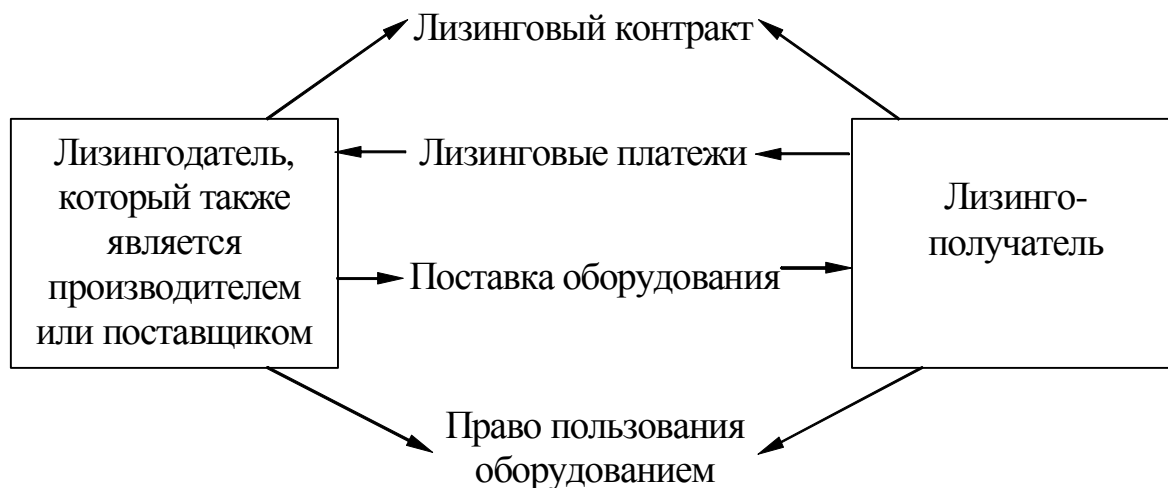 Лизинговый контракт
Лизингодатель,
который также
является
производителем
или поставщиком
Лизинговые платежи
Поставка оборудования
Лизинго-
получатель
Право пользования
оборудованием